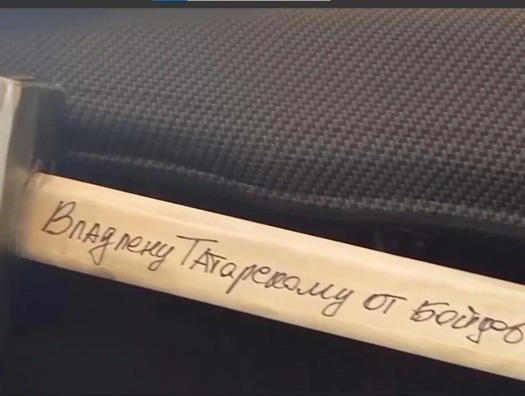 Владлену Татарскому от Бойцов